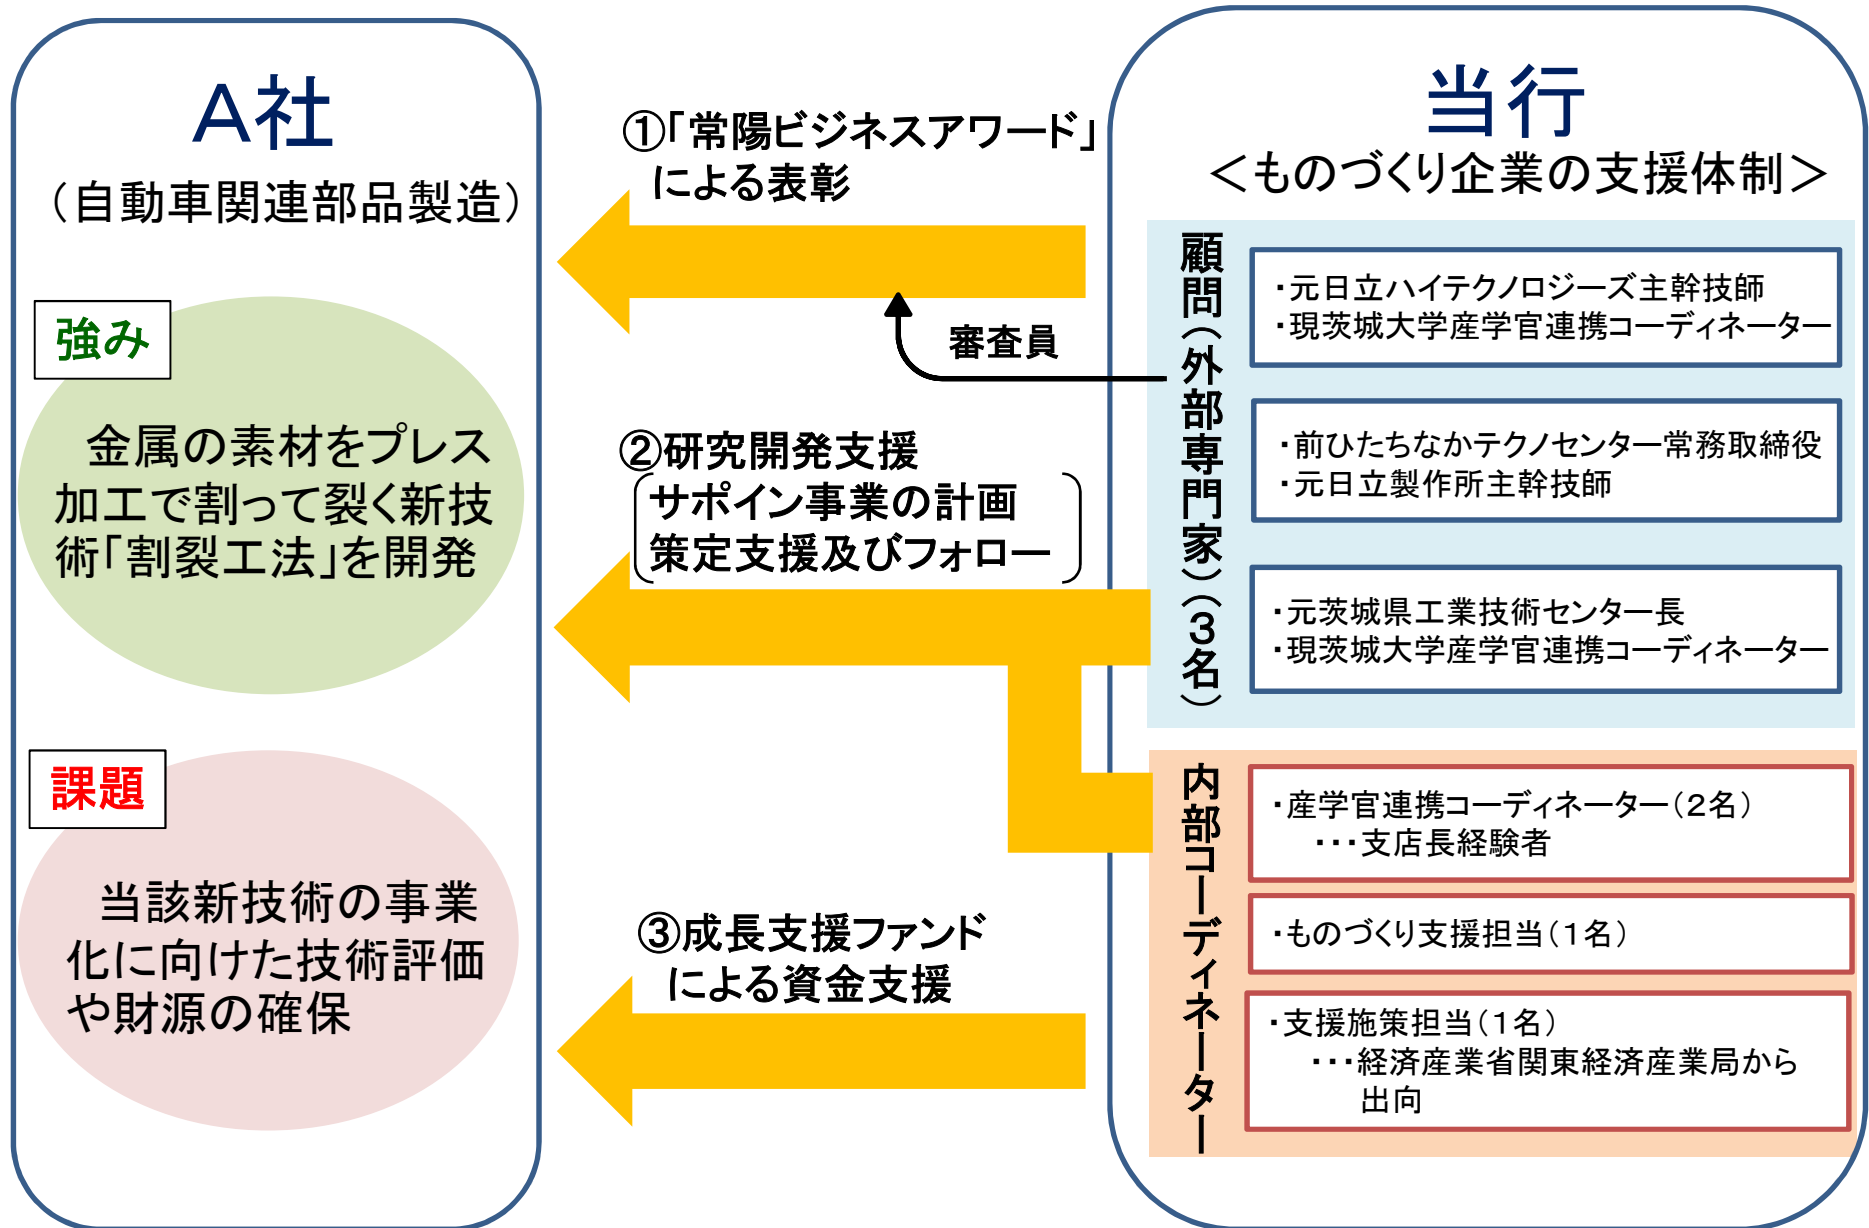 A社
（自動車関連部品製造）
強み
金属の素材をプレス
加工で割って裂く新技
術「割裂工法」を開発
課題
当該新技術の事業
化に向けた技術評価
や財源の確保
①「常陽ビジネスアワード」
による表彰
審査員
②研究開発支援
サポイン事業の計画
策定支援及びフォロー
③成長支援ファンド
による資金支援
当行
＜ものづくり企業の支援体制＞
顧問（外部専門家）（３名）
・元日立ハイテクノロジーズ主幹技師
・現茨城大学産学官連携コーディネーター
・前ひたちなかテクノセンター常務取締役
・元日立製作所主幹技師
・元茨城県工業技術センター長
・現茨城大学産学官連携コーディネーター
内部コーディネーター
・産学官連携コーディネーター（２名）
・・・支店長経験者
・ものづくり支援担当（１名）
・支援施策担当（１名）
・・・経済産業省関東経済産業局から
出向